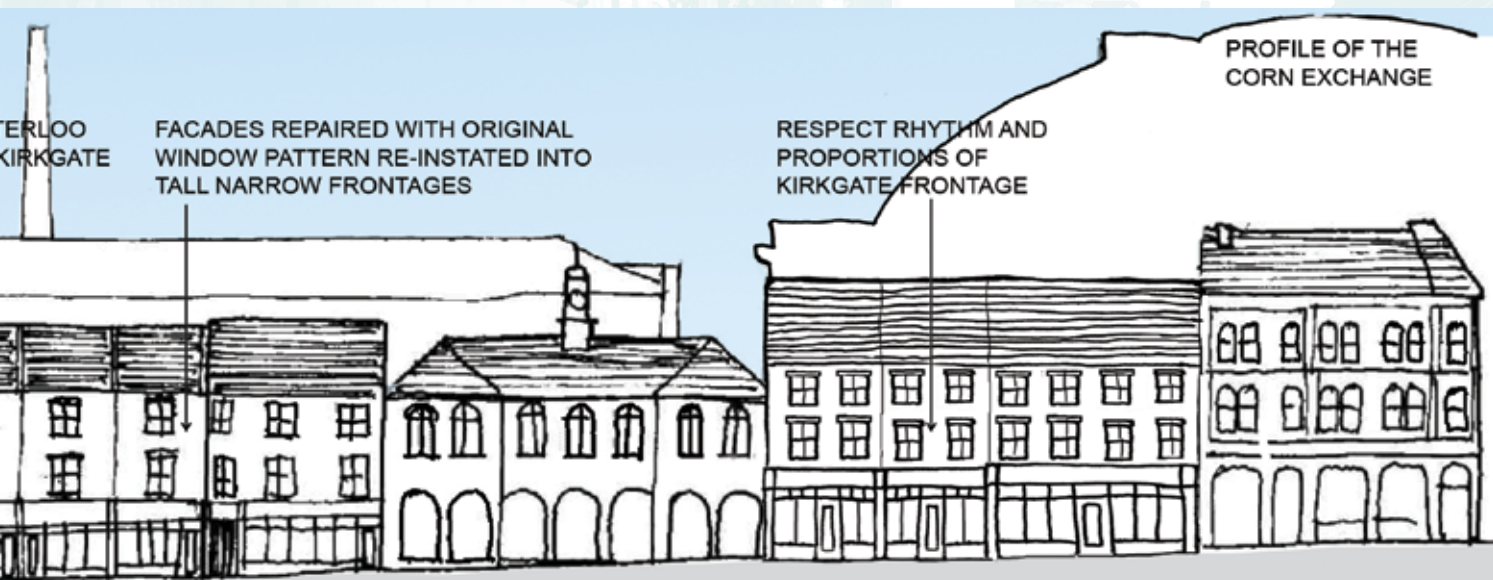 TERLOO
KIRKGATE
FACADES REPAIRED WITH ORIGINAL
WINDOW PATTERN RE-INSTATED INTO
TALL NARROW FRONTAGES
RESPECT RHYTHM AND
PROPORTIONS OF
KIRKGATE FRONTAGE
PROFILE OF THE
CORN EXCHANGE